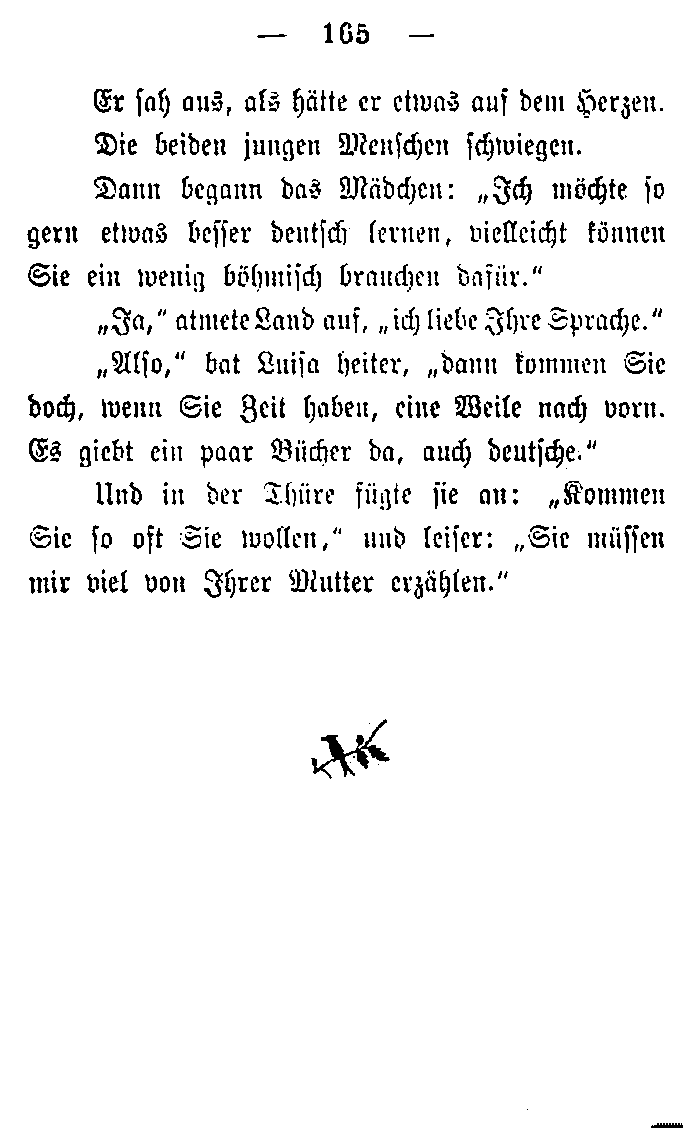 — 165 —
Er sah aus, als hätte er etwas auf dem Herzen.
Die beiden jungen Menschen schwiegen.
Dann begann das Mädchen: „Ich möchte so
gern etwas besser deutsch lernen, vielleicht können
Sie ein wenig böhmisch brauchen dafür.“
„Ja,“ atmete Land auf, „ich liebe Ihre Sprache.“
„Also,“ bat Luisa heiter, „dann kommen Sie
doch, wenn Sie Zeit haben, eine Weile nach vorn.
Es giebt ein paar Bücher da, auch deutsche.“
Und in der Thüre fügte sie an: „Kommen
Sie so oft Sie wollen,“ und leiser: „Sie müssen
mir viel von Ihrer Mutter erzählen.“